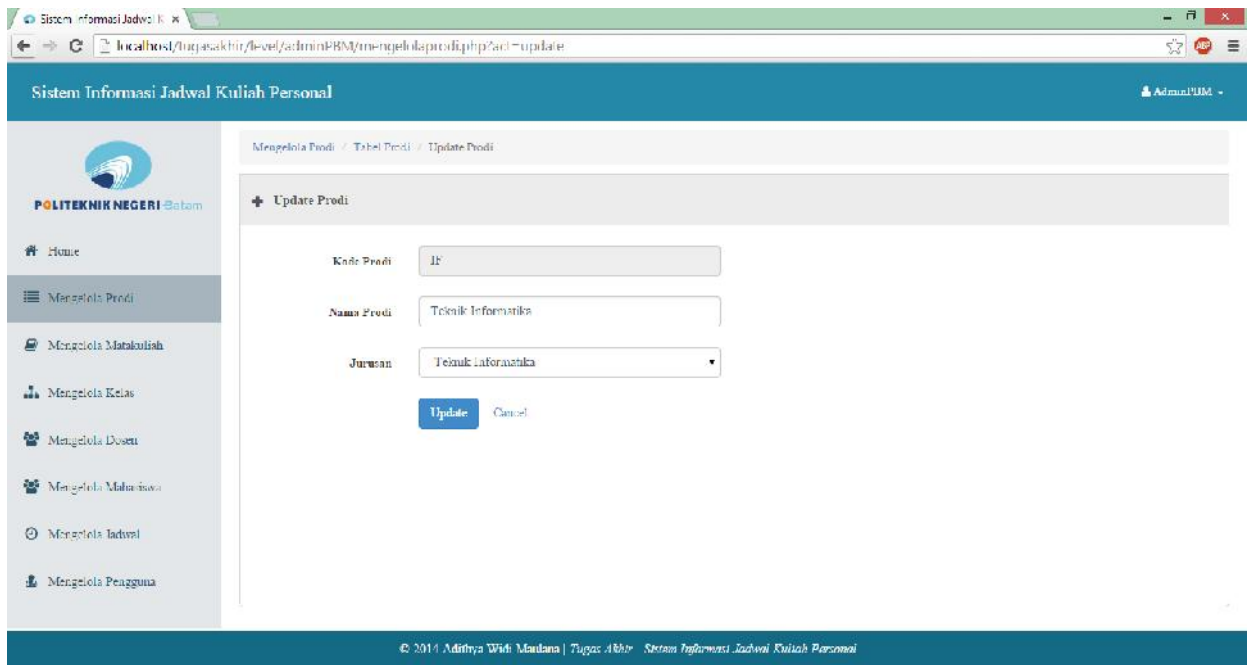 Sistem Informasi Jadwal K
localhost/tugasakhir/level/adminPBM/mengelolaprodi.php?act=update
ABP
Sistem Informasi Jadwal Kuliah Personal
AdminPBM
POLITEKNIK NEGERI Batam
Mengelola Prodi / Tabel Prodi / Update Prodi
Update Prodi
Home
Mengelola Prodi
Mengelola Matakuliah
Mengelola Kelas
Mengelola Dosen
Mengelola Mahasiswa
Mengelola Jadwal
Mengelola Pengguna
Kode Prodi
IF
Nama Prodi
Teknik Informatika
Jurusan
Teknik Informatika
Update
Cancel
© 2014 Adithya Widi Maulana | Tugas Akhir Sistem Informasi Jadwal Kuliah Personal